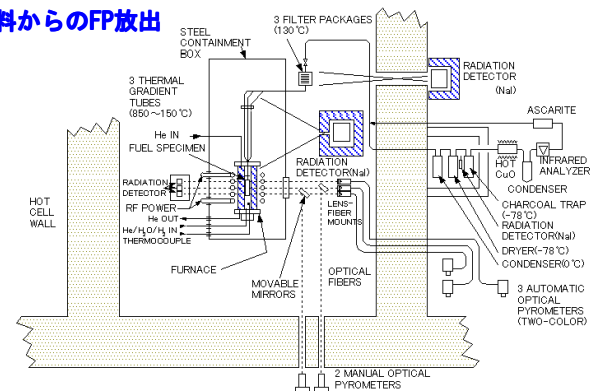 料からのFP放出
3 FILTER PACKAGES
(130℃)
STEEL
CONTAINMENT
BOX
RADIATION
DETECTOR
(NaI)
3 THERMAL
GRADIENT
TUBES
(850～150℃)
ASCARITE
He IN
FUEL SPECIMEN
RADIATION
DETECTOR(NaI)
HOT
CuO
INFRARED
ANALYZER
CONDENSER
RADIATION
DETECTOR
HOT
CELL
WALL
RF POWER
He OUT
He/H2O/H2 IN
THERMOCOUPLE
LENS-
FIBER
MOUNTS
CHARCOAL TRAP
(-78℃)
RADIATION
DETECTOR(NaI)
DRYER(-78℃)
CONDENSER(0℃)
FURNACE
MOVABLE
MIRRORS
OPTICAL
FIBERS
3 AUTOMATIC
OPTICAL
PYROMETERS
(TWO-COLOR)
2 MANUAL OPTICAL
PYROMETERS